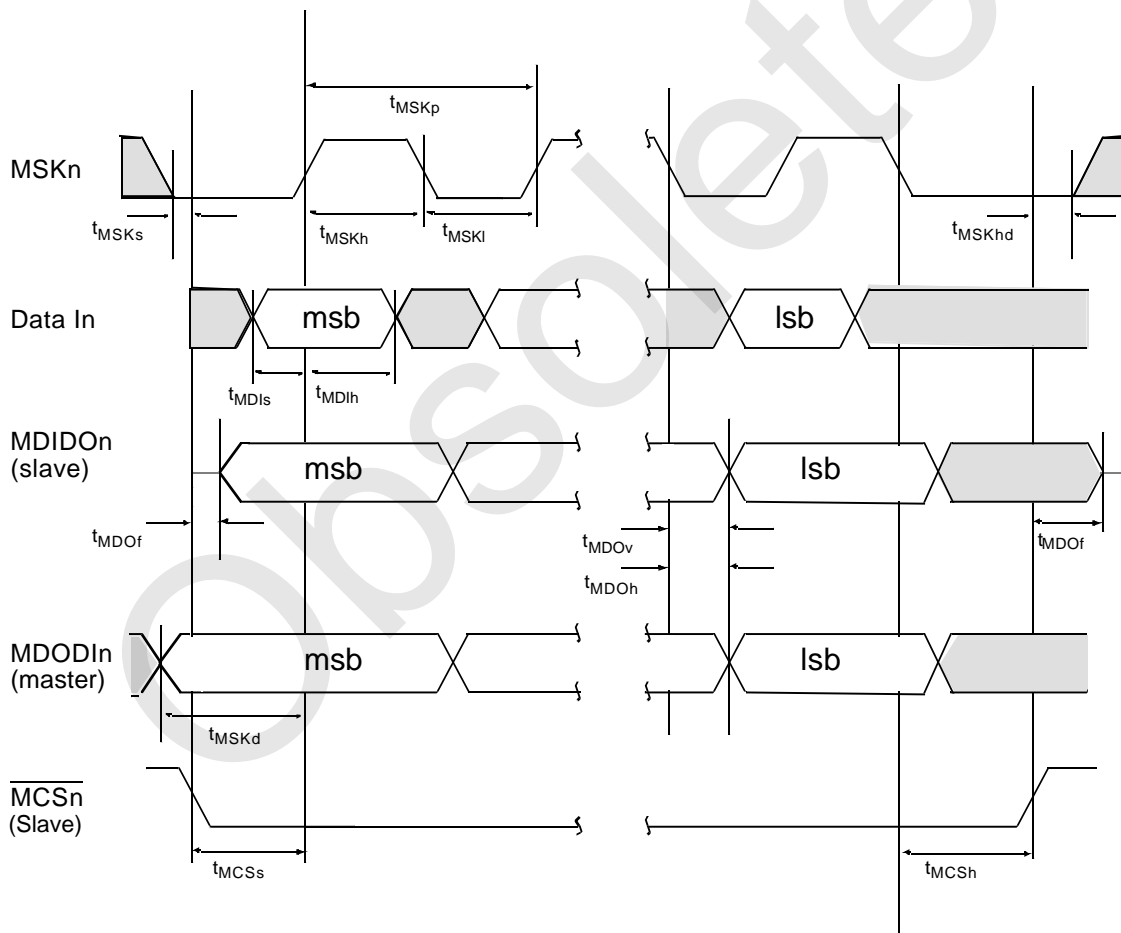 Obsolete
tMSKp
MSKn
tMSKs
tMSKh
tMSKl
tMSKhd
Data In
msb
lsb
tMDIs
tMDIh
MDIDOn
(slave)
msb
lsb
tMDOf
tMDOv
tMDOf
tMDOh
MDODIn
(master)
msb
lsb
tMSKd
MCSn
(Slave)
tMCSs
tMCSh